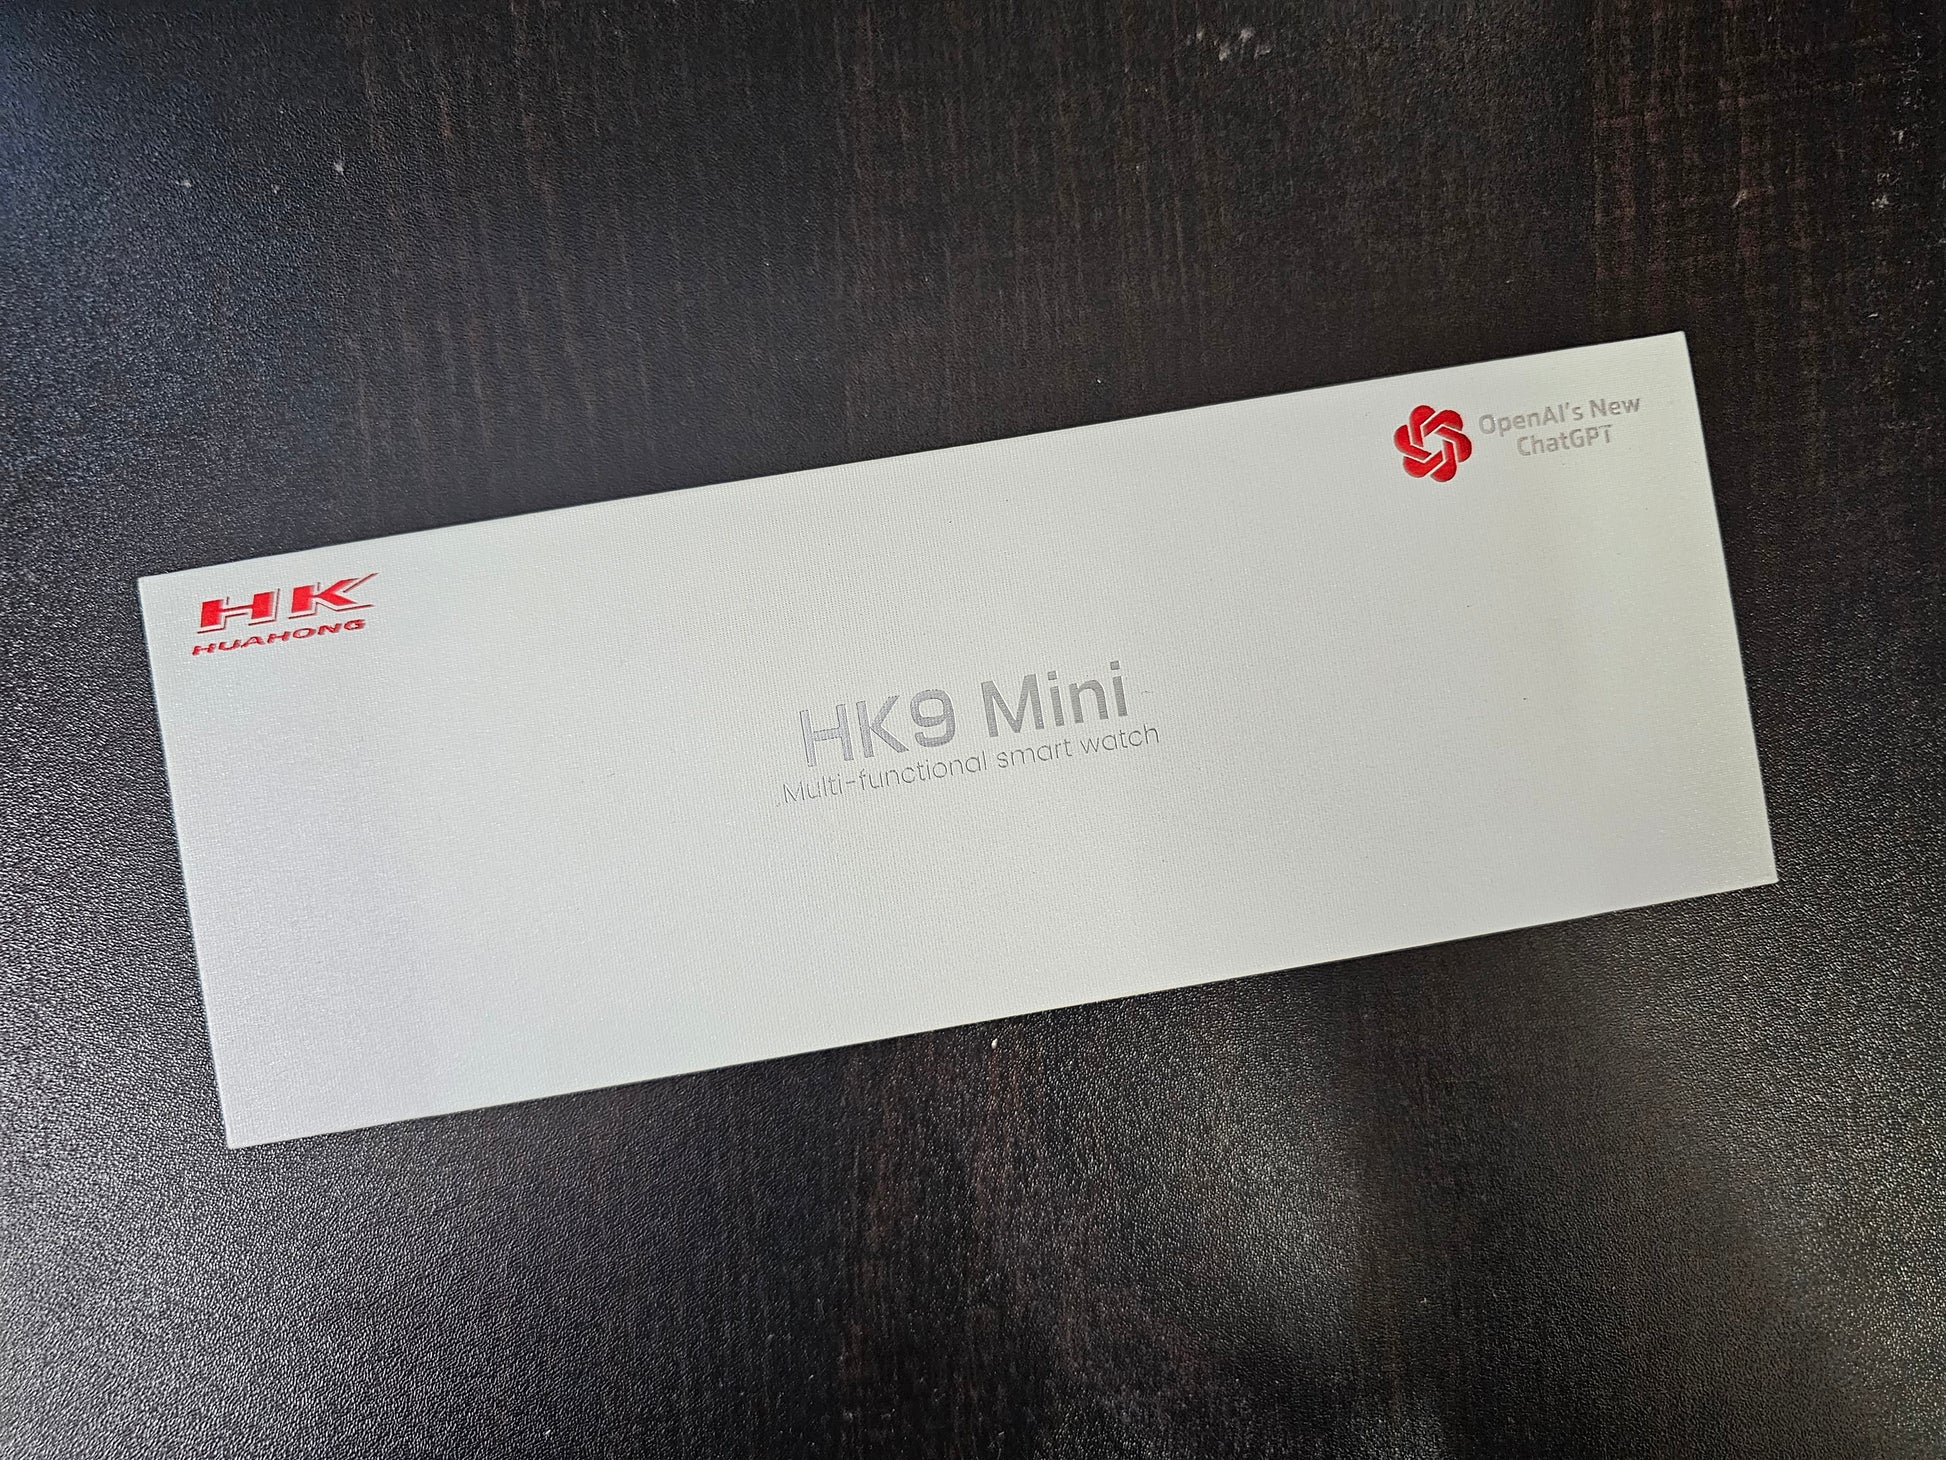 HK
HUAHONG
OpenAI's New
ChatGPT
HK9 Mini
Multi-functional smart watch